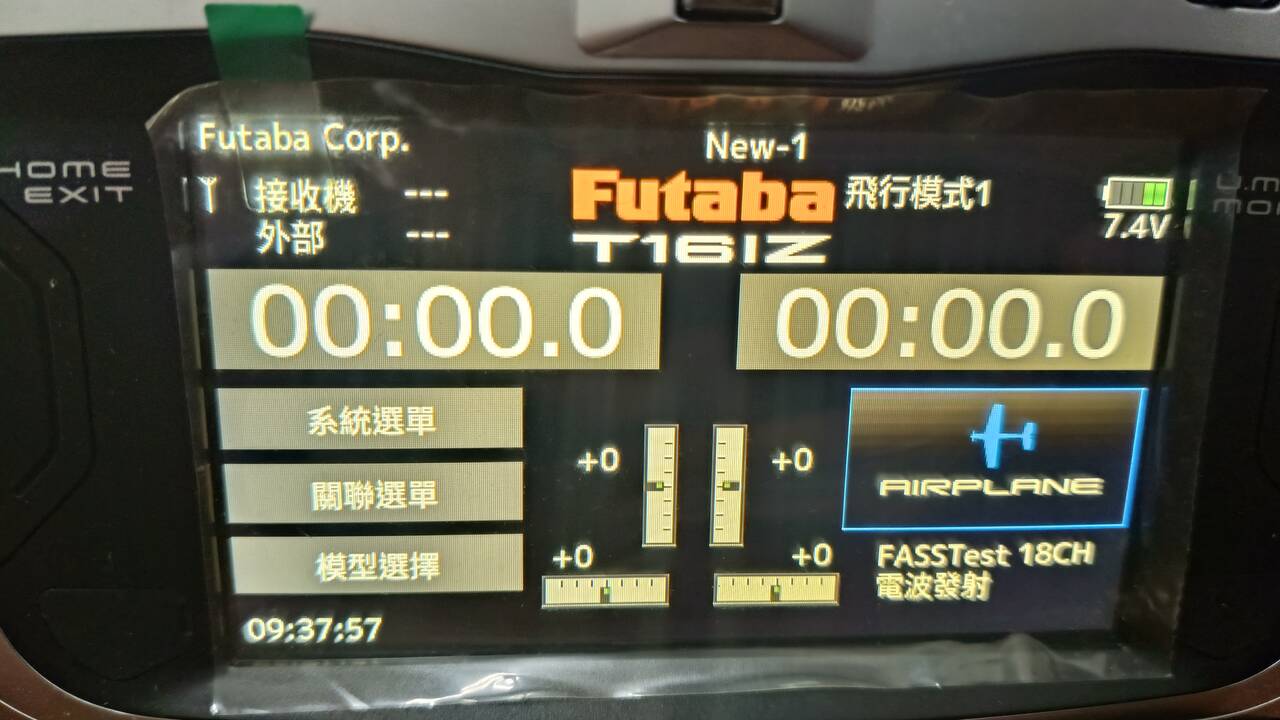 HOME
EXIT
Futaba Corp.
New-1
接收機 ---
外部 ---
Futaba
T16IZ
飛行模式1
7.4V
U.M
MON
00:00.0
00:00.0
系統選單
關聯選單
模型選擇
+0
+0
+0
+0
AIRPLANE
FASSTest 18CH
電波發射
09:37:57